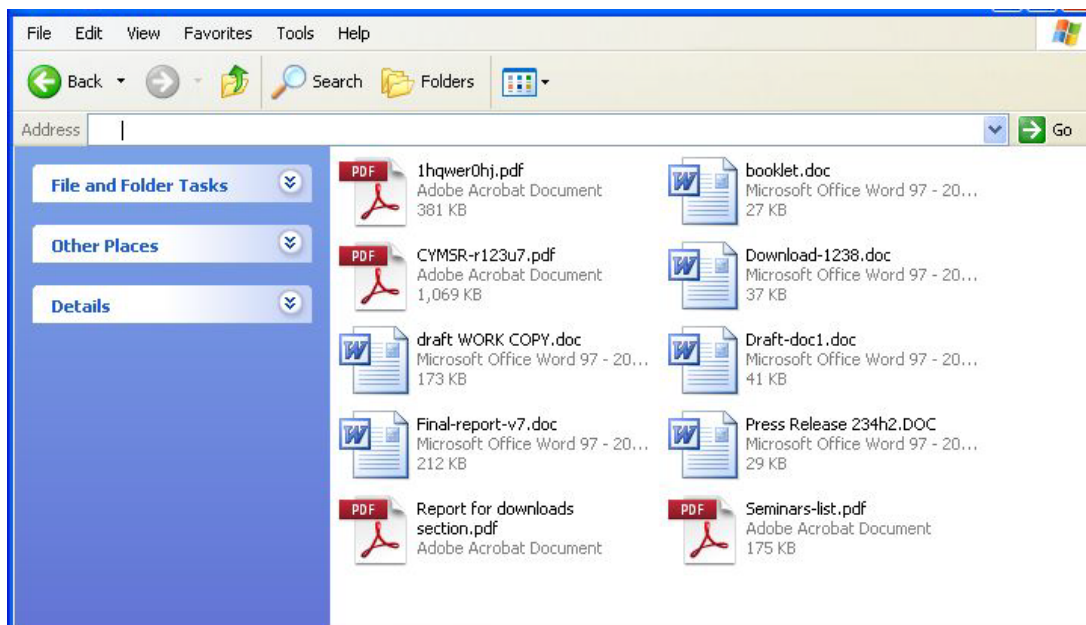 File Edit View Favorites Tools Help
Back Search Folders
Address Go
File and Folder Tasks
Other Places
Details
PDF 1hqwer0hj.pdf
Adobe Acrobat Document
381 KB
W booklet.doc
Microsoft Office Word 97 - 20...
27 KB
PDF CYMSR-r123u7.pdf
Adobe Acrobat Document
1,069 KB
W Download-1238.doc
Microsoft Office Word 97 - 20...
37 KB
W draft WORK COPY.doc
Microsoft Office Word 97 - 20...
173 KB
W Draft-doc1.doc
Microsoft Office Word 97 - 20...
41 KB
W Final-report-v7.doc
Microsoft Office Word 97 - 20...
212 KB
W Press Release 234h2.DOC
Microsoft Office Word 97 - 20...
29 KB
PDF Report for downloads
section.pdf
Adobe Acrobat Document
PDF Seminars-list.pdf
Adobe Acrobat Document
175 KB